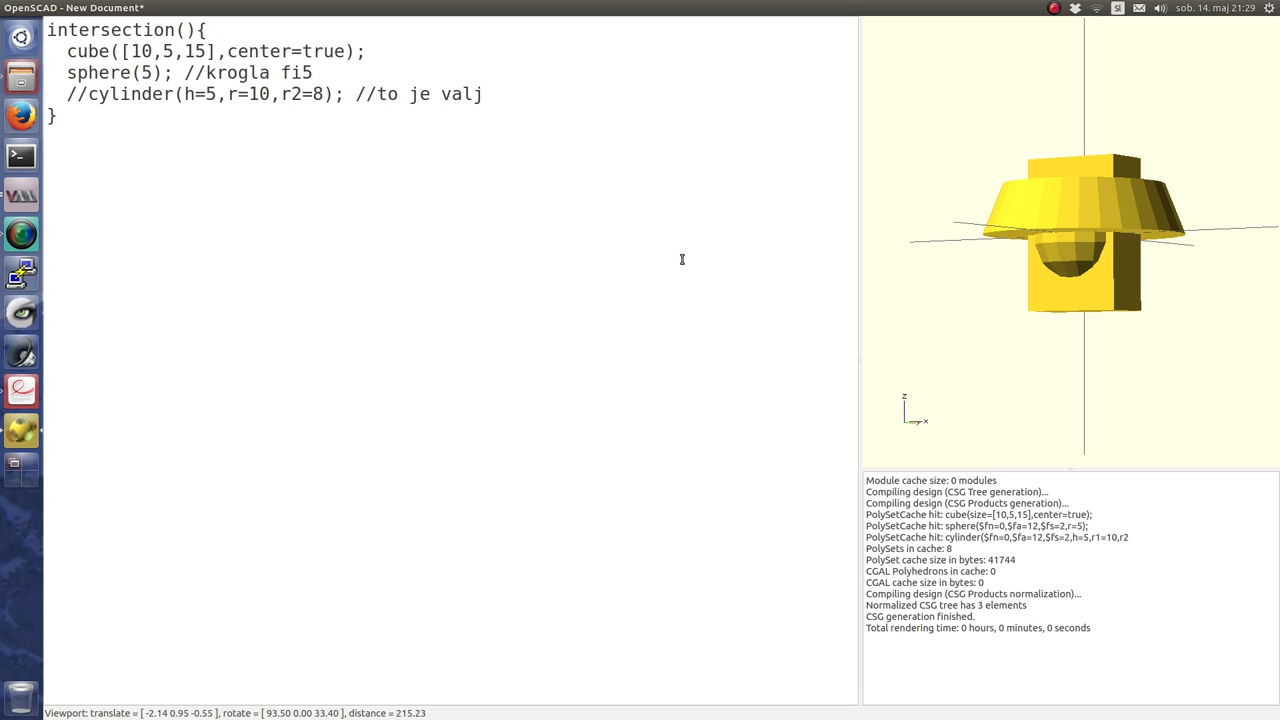 OpenSCAD - New Document*
Sl
sob. 14. maj 21:29
intersection(){
cube([10,5,15],center=true);
sphere(5); //krogla fi5
//cylinder(h=5,r=10,r2=8); //to je valj
}
z
x
Module cache size: 0 modules
Compiling design (CSG Tree generation)...
Compiling design (CSG Products generation)...
PolySetCache hit: cube(size=[10,5,15],center=true);
PolySetCache hit: sphere($fn=0,$fa=12,$fs=2,r=5);
PolySetCache hit: cylinder($fn=0,$fa=12,$fs=2,h=5,r1=10,r2
PolySets in cache: 8
PolySet cache size in bytes: 41744
CGAL Polyhedrons in cache: 0
CGAL cache size in bytes: 0
Compiling design (CSG Products normalization)...
Normalized CSG tree has 3 elements
CSG generation finished.
Total rendering time: 0 hours, 0 minutes, 0 seconds
Viewport: translate = [ -2.14 0.95 -0.55 ], rotate = [ 93.50 0.00 33.40 ], distance = 215.23